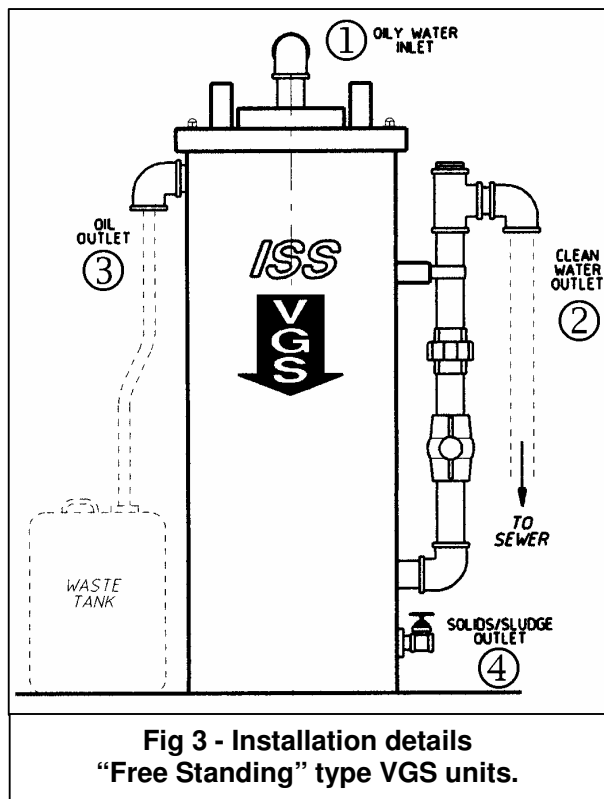 ① OILY WATER
INLET
OIL
OUTLET
③
ISS
VGS
CLEAN
WATER
OUTLET
②
TO
SEWER
WASTE
TANK
SOLIDS/SLUDGE
OUTLET
④
Fig 3 - Installation details
“Free Standing” type VGS units.